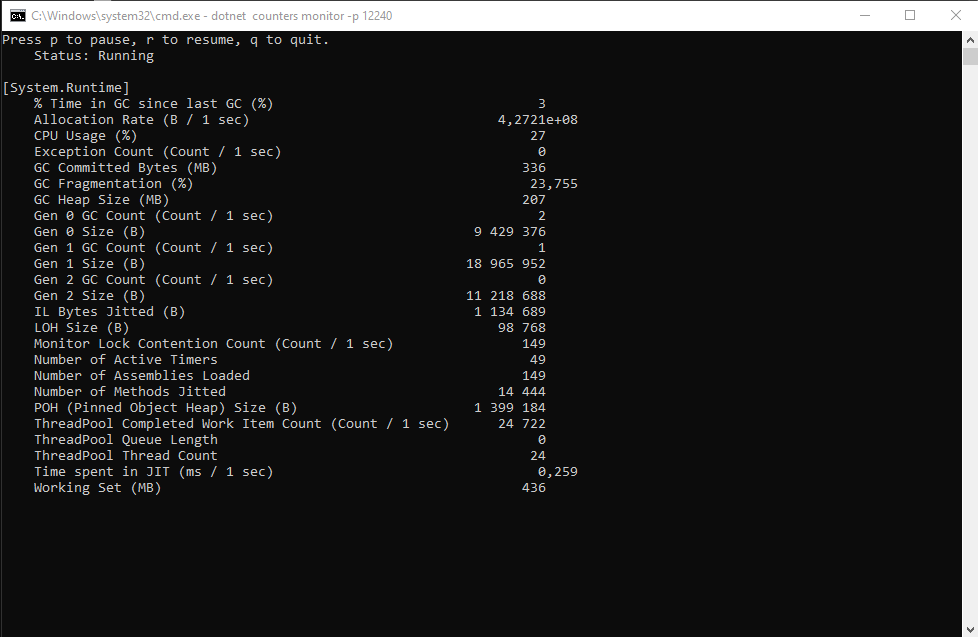 C:\Windows\system32\cmd.exe - dotnet counters monitor -p 12240
Press p to pause, r to resume, q to quit.
Status: Running
[System.Runtime]
% Time in GC since last GC (%) 3
Allocation Rate (B / 1 sec) 4,2721e+08
CPU Usage (%) 27
Exception Count (Count / 1 sec) 0
GC Committed Bytes (MB) 336
GC Fragmentation (%) 23,755
GC Heap Size (MB) 207
Gen 0 GC Count (Count / 1 sec) 2
Gen 0 Size (B) 9 429 376
Gen 1 GC Count (Count / 1 sec) 1
Gen 1 Size (B) 18 965 952
Gen 2 GC Count (Count / 1 sec) 0
Gen 2 Size (B) 11 218 688
IL Bytes Jitted (B) 1 134 689
LOH Size (B) 98 768
Monitor Lock Contention Count (Count / 1 sec) 149
Number of Active Timers 49
Number of Assemblies Loaded 149
Number of Methods Jitted 14 444
POH (Pinned Object Heap) Size (B) 1 399 184
ThreadPool Completed Work Item Count (Count / 1 sec) 24 722
ThreadPool Queue Length 0
ThreadPool Thread Count 24
Time spent in JIT (ms / 1 sec) 0,259
Working Set (MB) 436